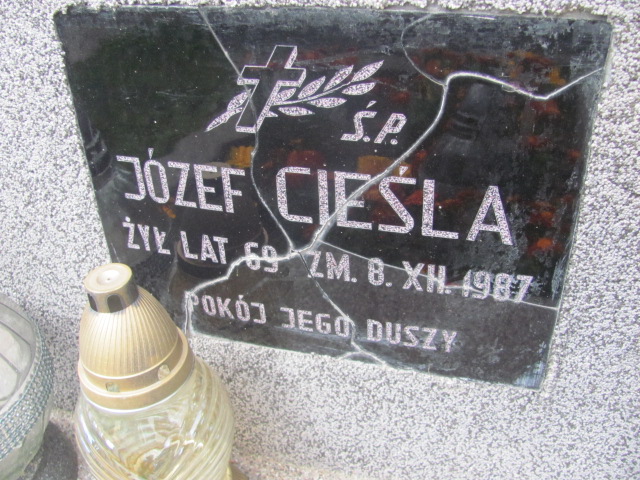 Ś.P.
JÓZEF CIEŚLA
ŻYŁ LAT 69 ZM. 8. XII. 1987
POKÓJ JEGO DUSZY